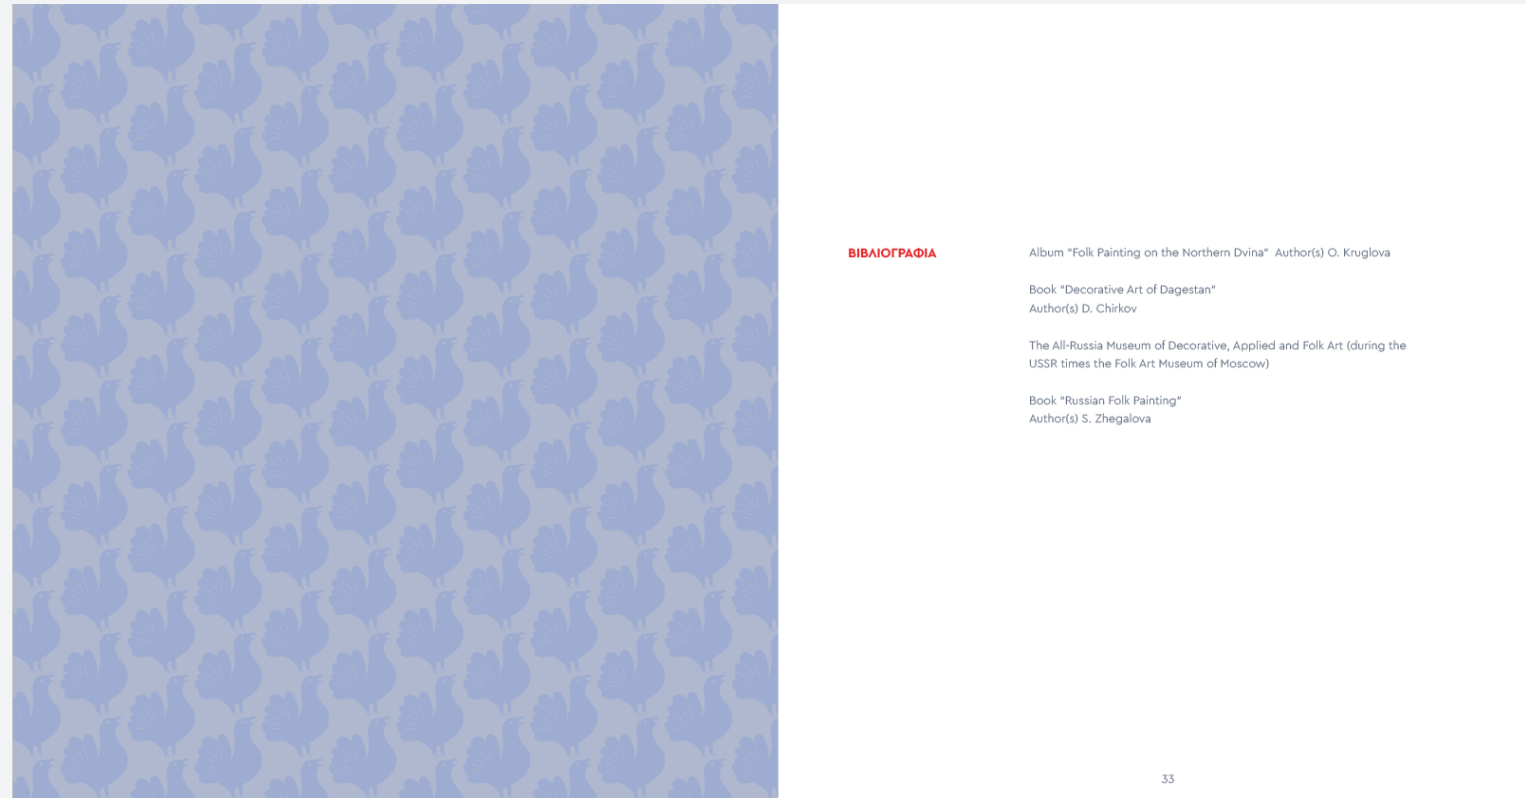 ΒΙΒΛΙΟΓΡΑΦΙΑ
Album “Folk Painting on the Northern Dvina” Author(s) O. Kruglova
Book “Decorative Art of Dagestan”
Author(s) D. Chirkov
The All-Russia Museum of Decorative, Applied and Folk Art (during the
USSR times the Folk Art Museum of Moscow)
Book “Russian Folk Painting”
Author(s) S. Zhegalova
33